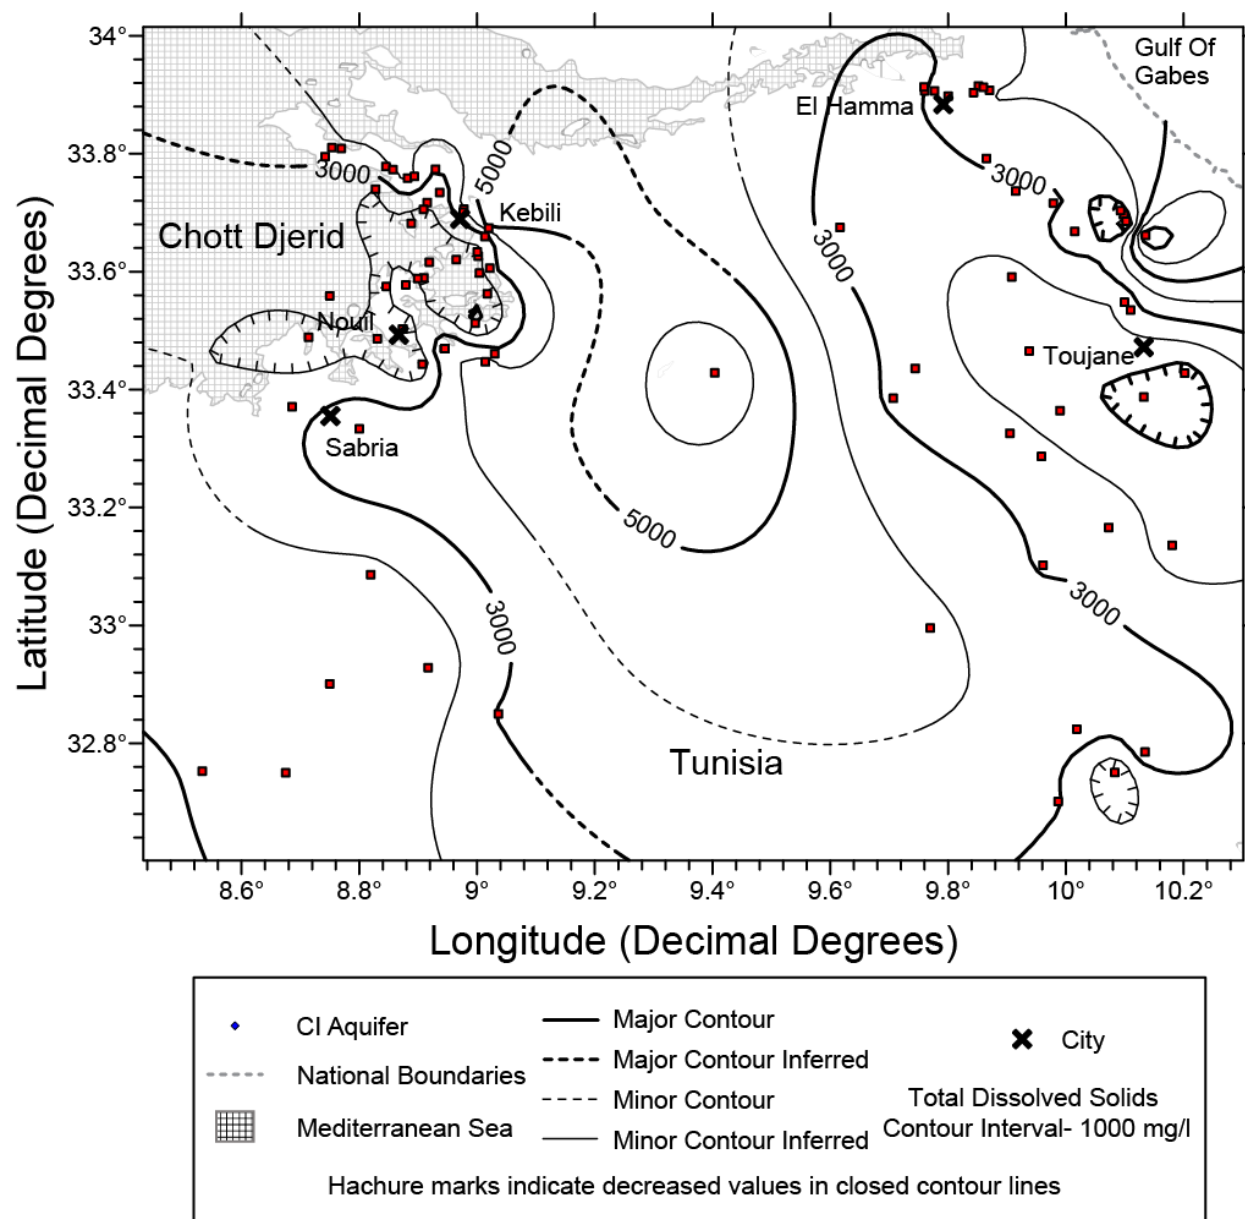 34°
33.8°
33.6°
33.4°
33.2°
33°
32.8°
Latitude (Decimal Degrees)
Gulf Of
Gabes
El Hamma
3000
5000
3000
Kebili
Chott Djerid
3000
Nouil
Toujane
Sabria
5000
3000
3000
Tunisia
8.6°
8.8°
9°
9.2°
9.4°
9.6°
9.8°
10°
10.2°
Longitude (Decimal Degrees)
CI Aquifer
National Boundaries
Mediterranean Sea
Major Contour
Major Contour Inferred
Minor Contour
Minor Contour Inferred
City
Total Dissolved Solids
Contour Interval- 1000 mg/l
Hachure marks indicate decreased values in closed contour lines